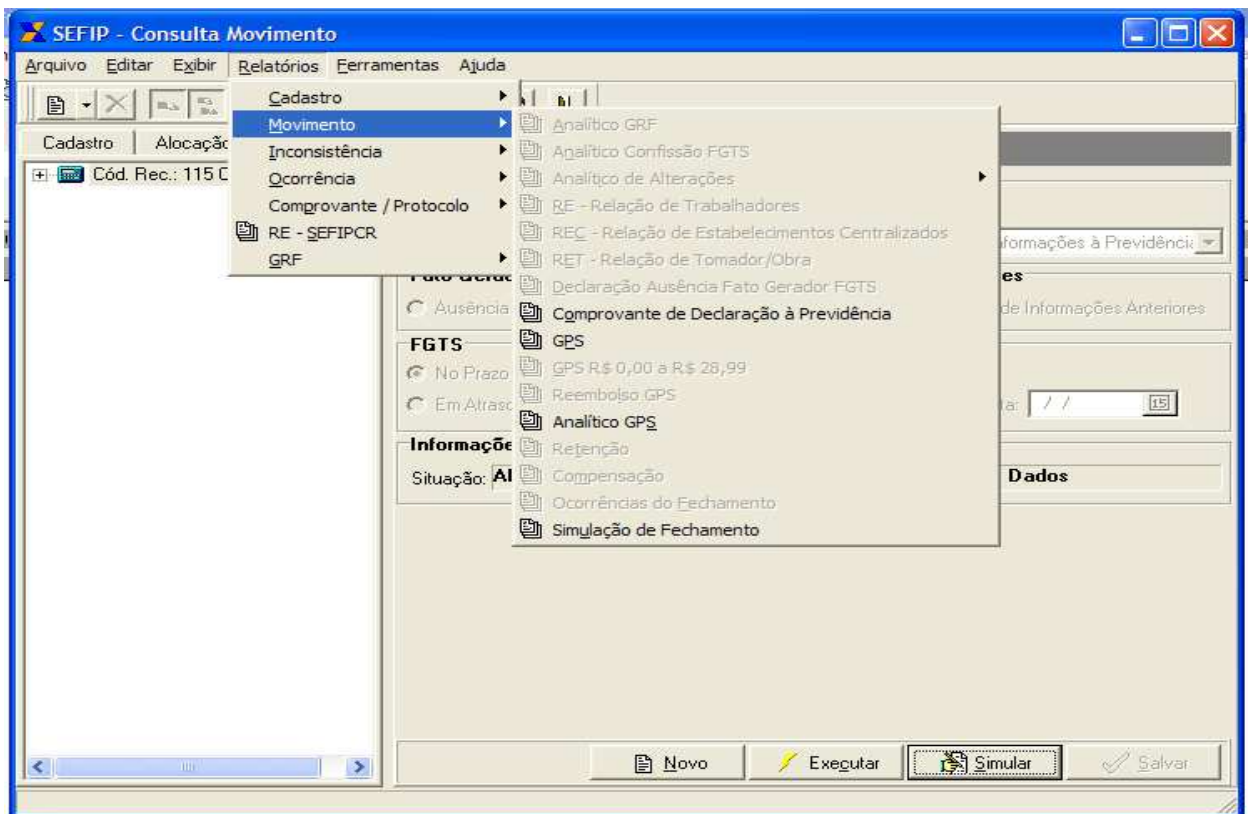 SEFIP - Consulta Movimento
Arquivo Editar Exibir Relatórios Ferramentas Ajuda
Cadastro
Movimento
Inconsistência
Ocorrência
Comprovante / Protocolo
RE - SEFIPCR
GRF
Analítico GRF
Analítico Confissão FGTS
Analítico de Alterações
RE - Relação de Trabalhadores
REC - Relação de Estabelecimentos Centralizados
RET - Relação de Tomador/Obra
Declaração Ausência Fato Gerador FGTS
Comprovante de Declaração à Previdência
GPS
GPS R$ 0,00 a R$ 28,99
Reembolso GPS
Analítico GPS
Retenção
Compensação
Ocorrências do Fechamento
Simulação de Fechamento
Cadastro Alocação
Cód. Rec.: 115
formações à Previdência
es
Ausência de Informações Anteriores
FGTS
No Prazo
Em Atraso / / 15
Informaçõe
Situação: Dados
Novo Executar Simular Salvar